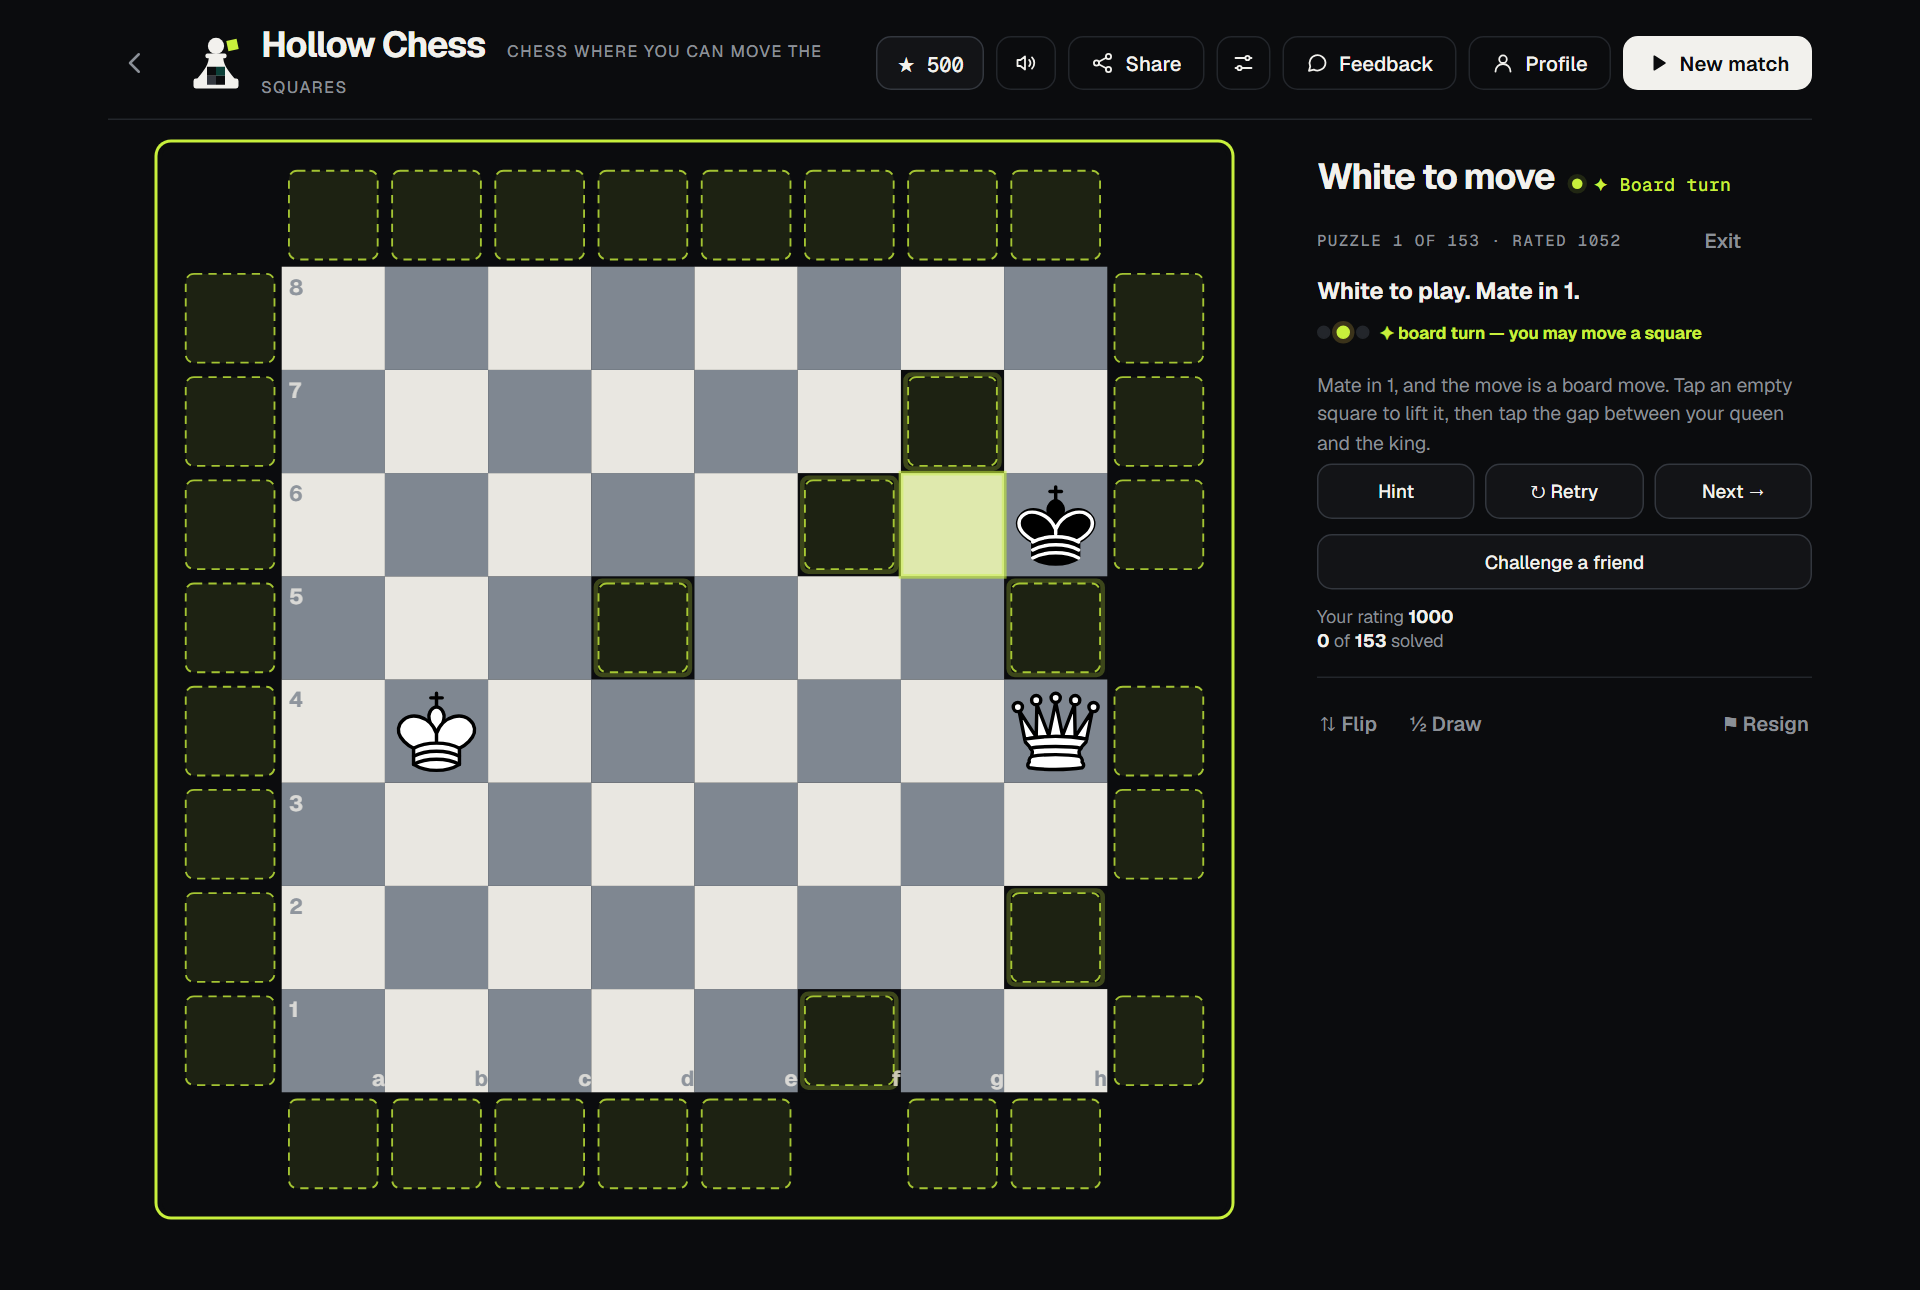 Hollow Chess CHESS WHERE YOU CAN MOVE THE
SQUARES
★ 500
Share
Feedback
Profile
New match
8
7
6
5
4
3
2
1
a b c d e f g h
White to move ✦ Board turn
PUZZLE 1 OF 153 · RATED 1052 Exit
White to play. Mate in 1.
✦ board turn — you may move a square
Mate in 1, and the move is a board move. Tap an empty
square to lift it, then tap the gap between your queen
and the king.
Hint ↻ Retry Next →
Challenge a friend
Your rating 1000
0 of 153 solved
⇅ Flip ½ Draw ⚑ Resign